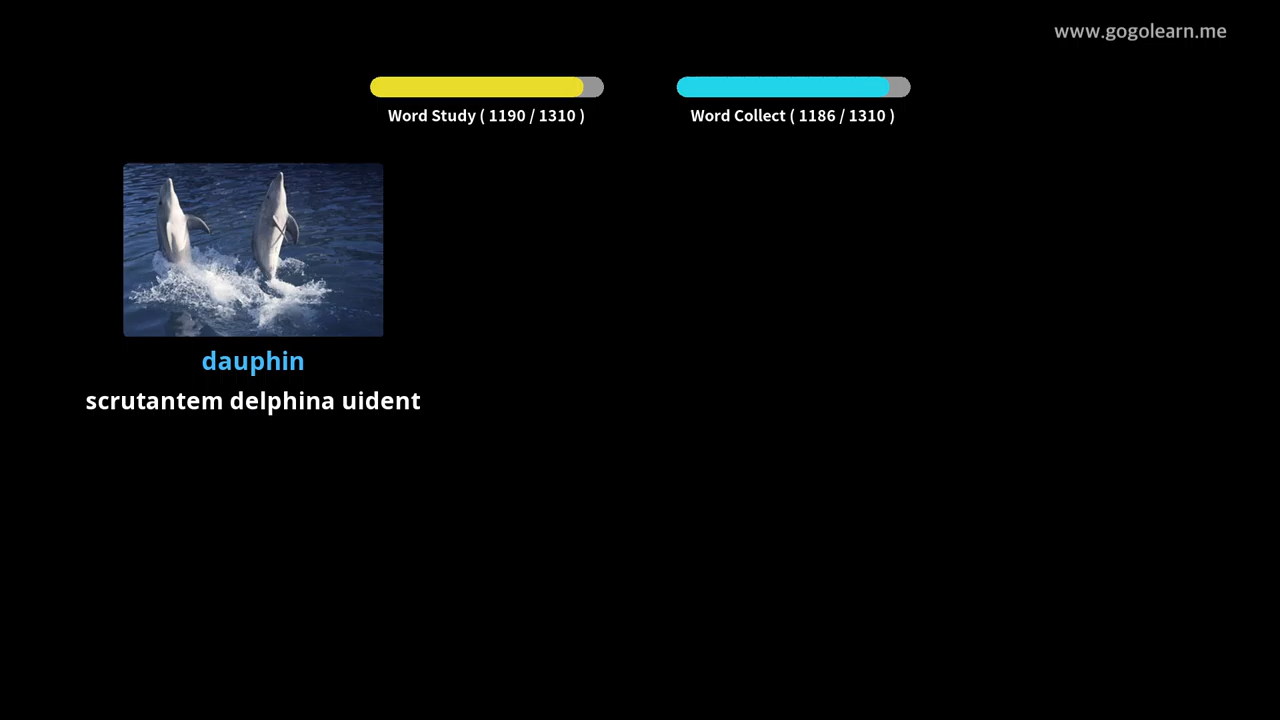 www.gogolearn.me
Word Study ( 1190 / 1310 )
Word Collect ( 1186 / 1310 )
dauphin
scrutantem delphina uident